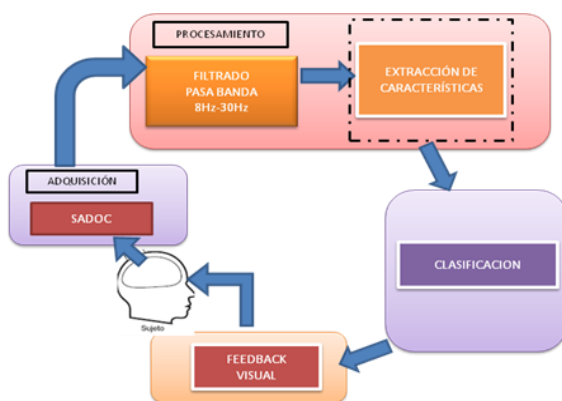 PROCESAMIENTO
FILTRADO
PASA BANDA
8Hz-30Hz
EXTRACCIÓN DE
CARACTERÍSTICAS
ADQUISICIÓN
SADOC
CLASIFICACION
Sujeto
FEEDBACK
VISUAL